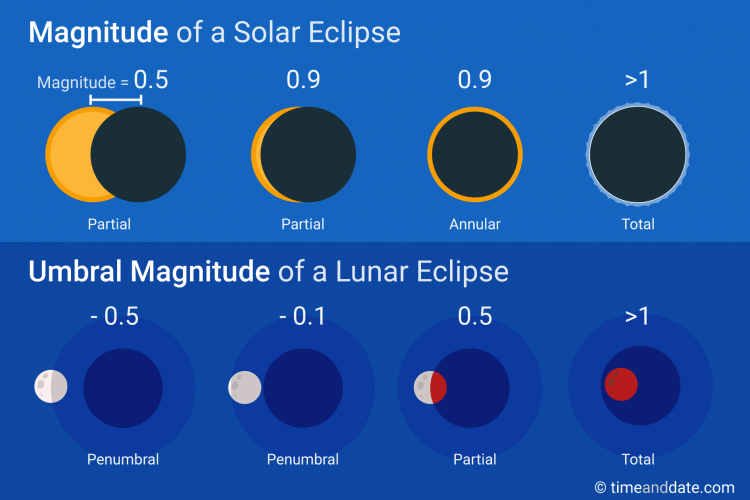 Magnitude of a Solar Eclipse
Magnitude = 0.5
0.9
0.9
>1
Partial
Partial
Annular
Total
Umbral Magnitude of a Lunar Eclipse
- 0.5
- 0.1
0.5
>1
Penumbral
Penumbral
Partial
Total
© timeanddate.com